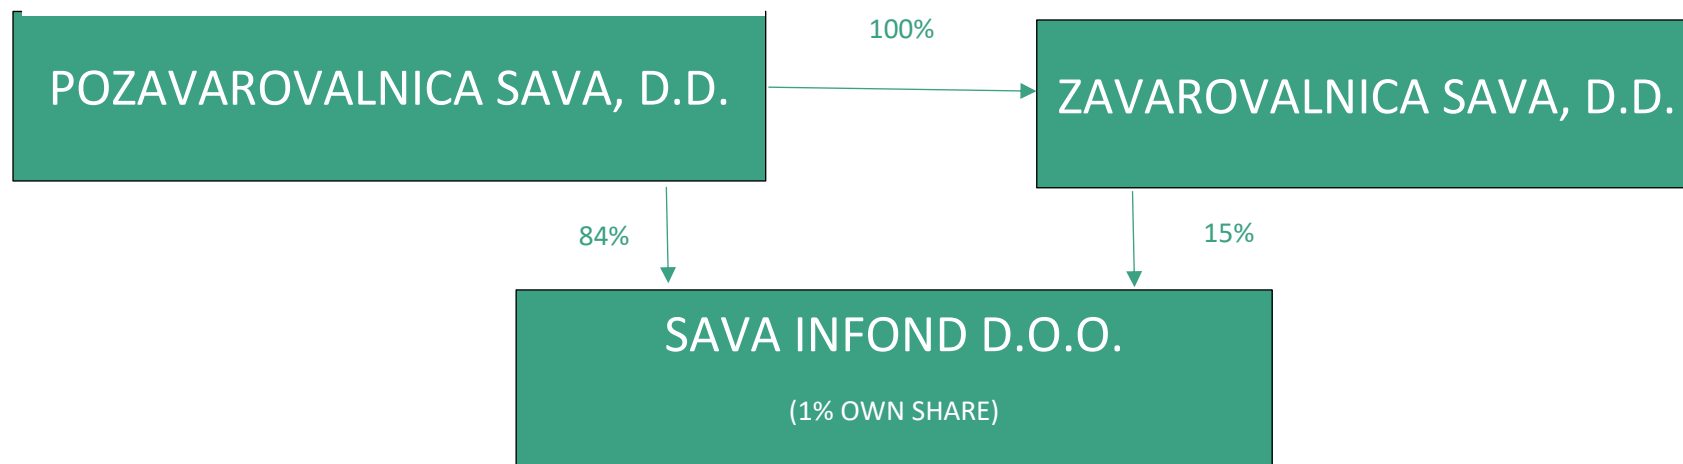 100%
POZAVAROVALNICA SAVA, D.D.
ZAVAROVALNICA SAVA, D.D.
84%
15%
SAVA INFOND D.O.O.
(1% OWN SHARE)